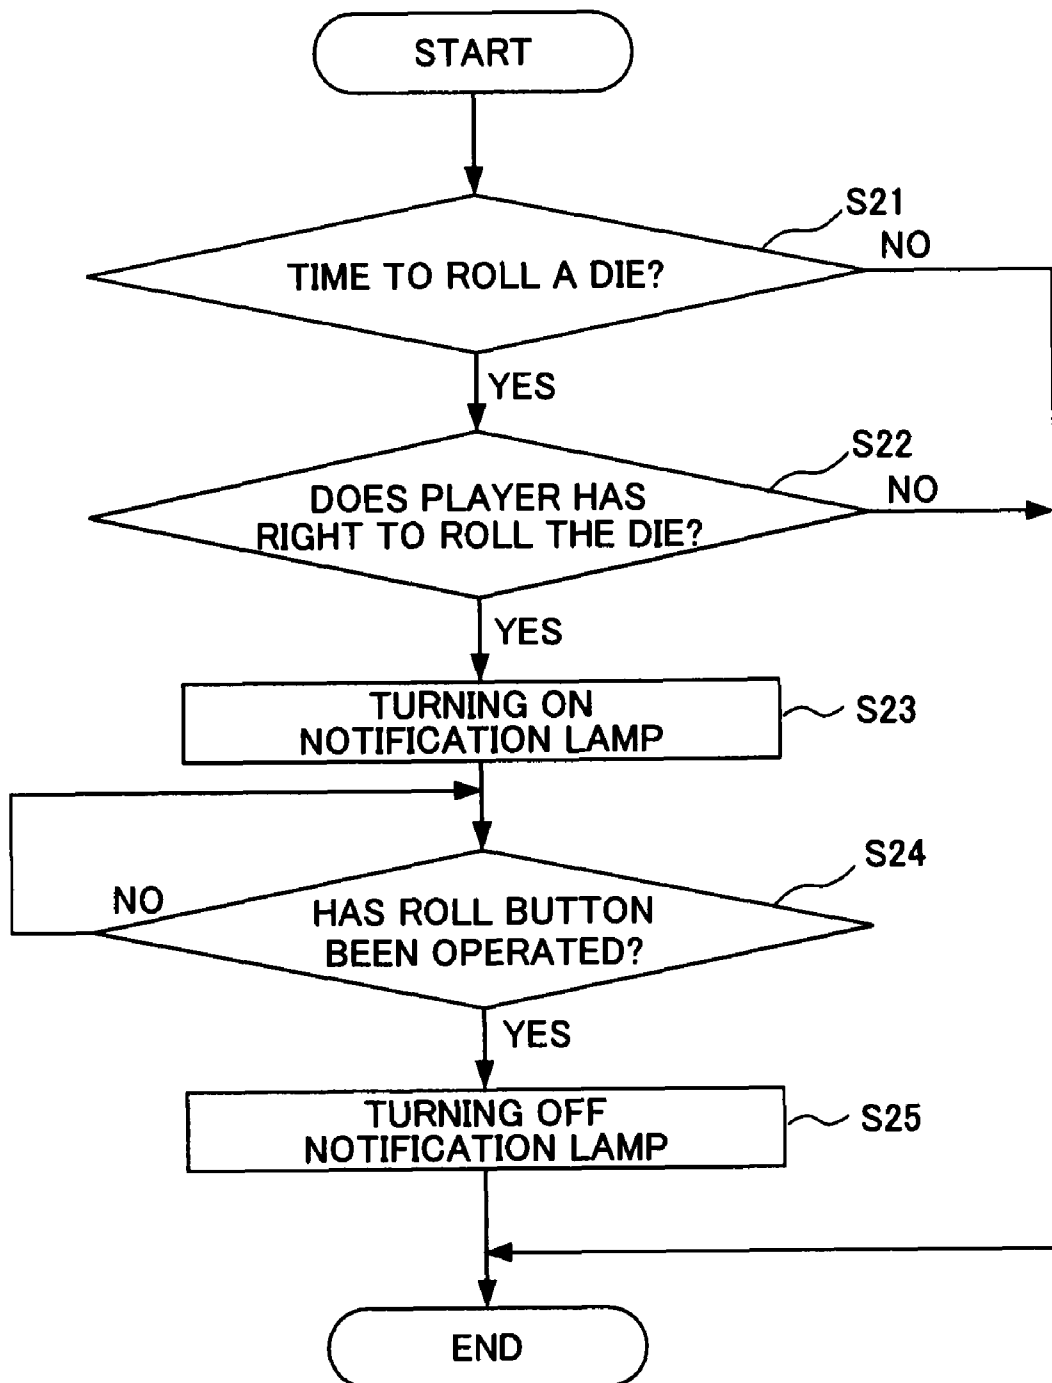 START
S21
NO
TIME TO ROLL A DIE?
YES
S22
NO
DOES PLAYER HAS
RIGHT TO ROLL THE DIE?
YES
TURNING ON
NOTIFICATION LAMP
S23
S24
NO
HAS ROLL BUTTON
BEEN OPERATED?
YES
TURNING OFF
NOTIFICATION LAMP
S25
END